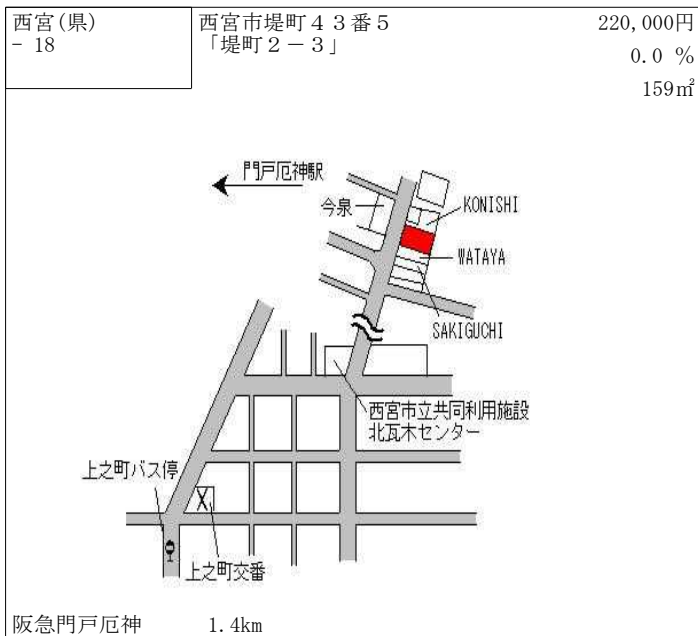 西宮(県)
- 18
西宮市堤町４３番５
「堤町２－３」
220,000円
0.0 %
159㎡
門戸厄神駅
今泉
KONISHI
WATAYA
SAKIGUCHI
西宮市立共同利用施設
北瓦木センター
上之町バス停
上之町交番
阪急門戸厄神 1.4km